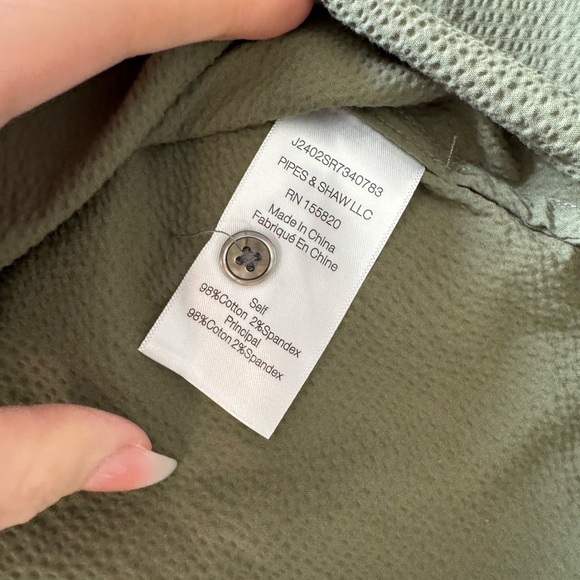 J2402SR7340783
PIPES & SHAW LLC
RN 155820
Made in China
Fabriqué En Chine
Self
98%Cotton 2%Spandex
Principal
98%Coton 2%Spandex